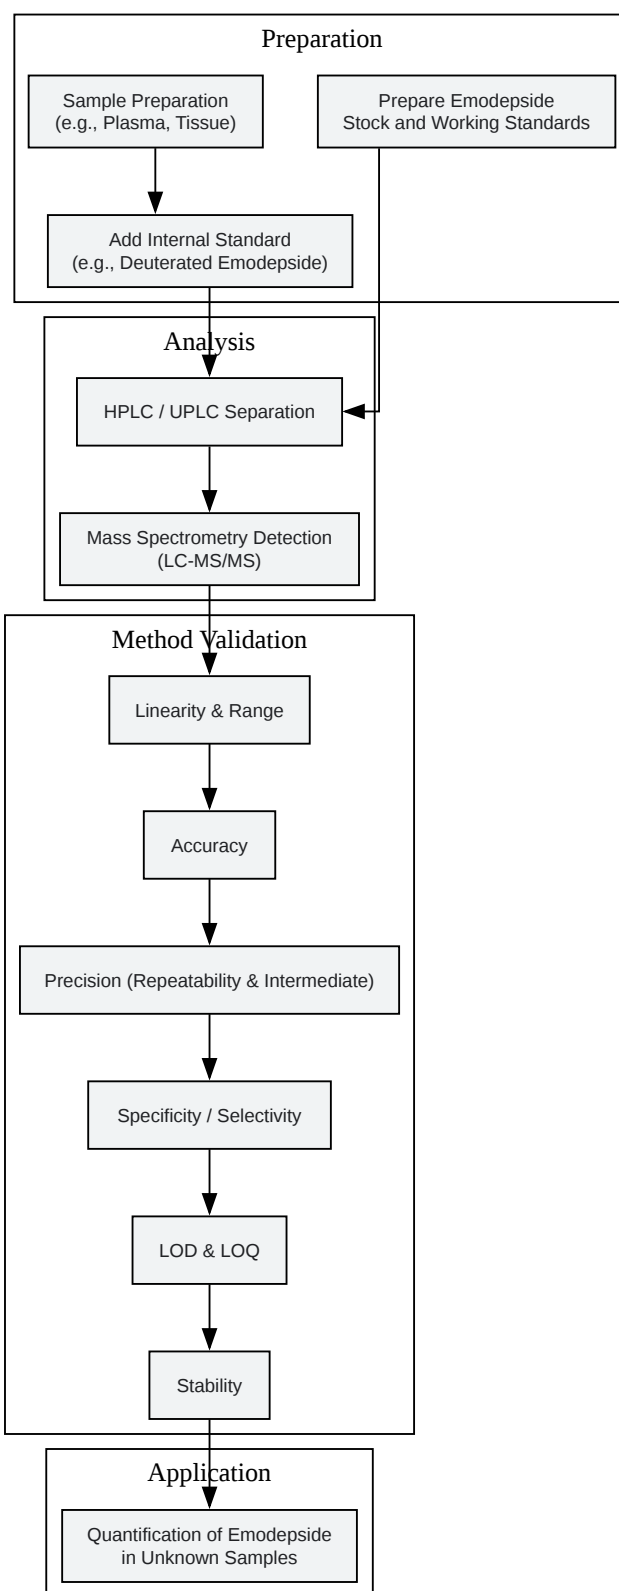 Preparation
Sample Preparation
(e.g., Plasma, Tissue)
Prepare Emodepside
Stock and Working Standards
Add Internal Standard
(e.g., Deuterated Emodepside)
Analysis
HPLC / UPLC Separation
Mass Spectrometry Detection
(LC-MS/MS)
Method Validation
Linearity & Range
Accuracy
Precision (Repeatability & Intermediate)
Specificity / Selectivity
LOD & LOQ
Stability
Application
Quantification of Emodepside
in Unknown Samples